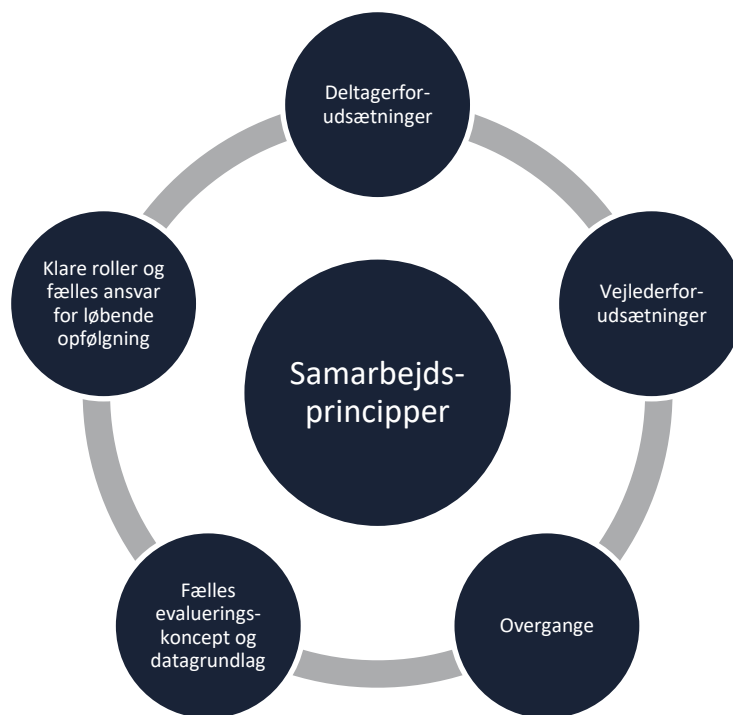 Deltagerfor-
udsætninger
Vejlederfor-
udsætninger
Overgange
Fælles
evaluerings-
koncept og
datagrundlag
Klare roller og
fælles ansvar
for løbende
opfølgning
Samarbejds-
principper